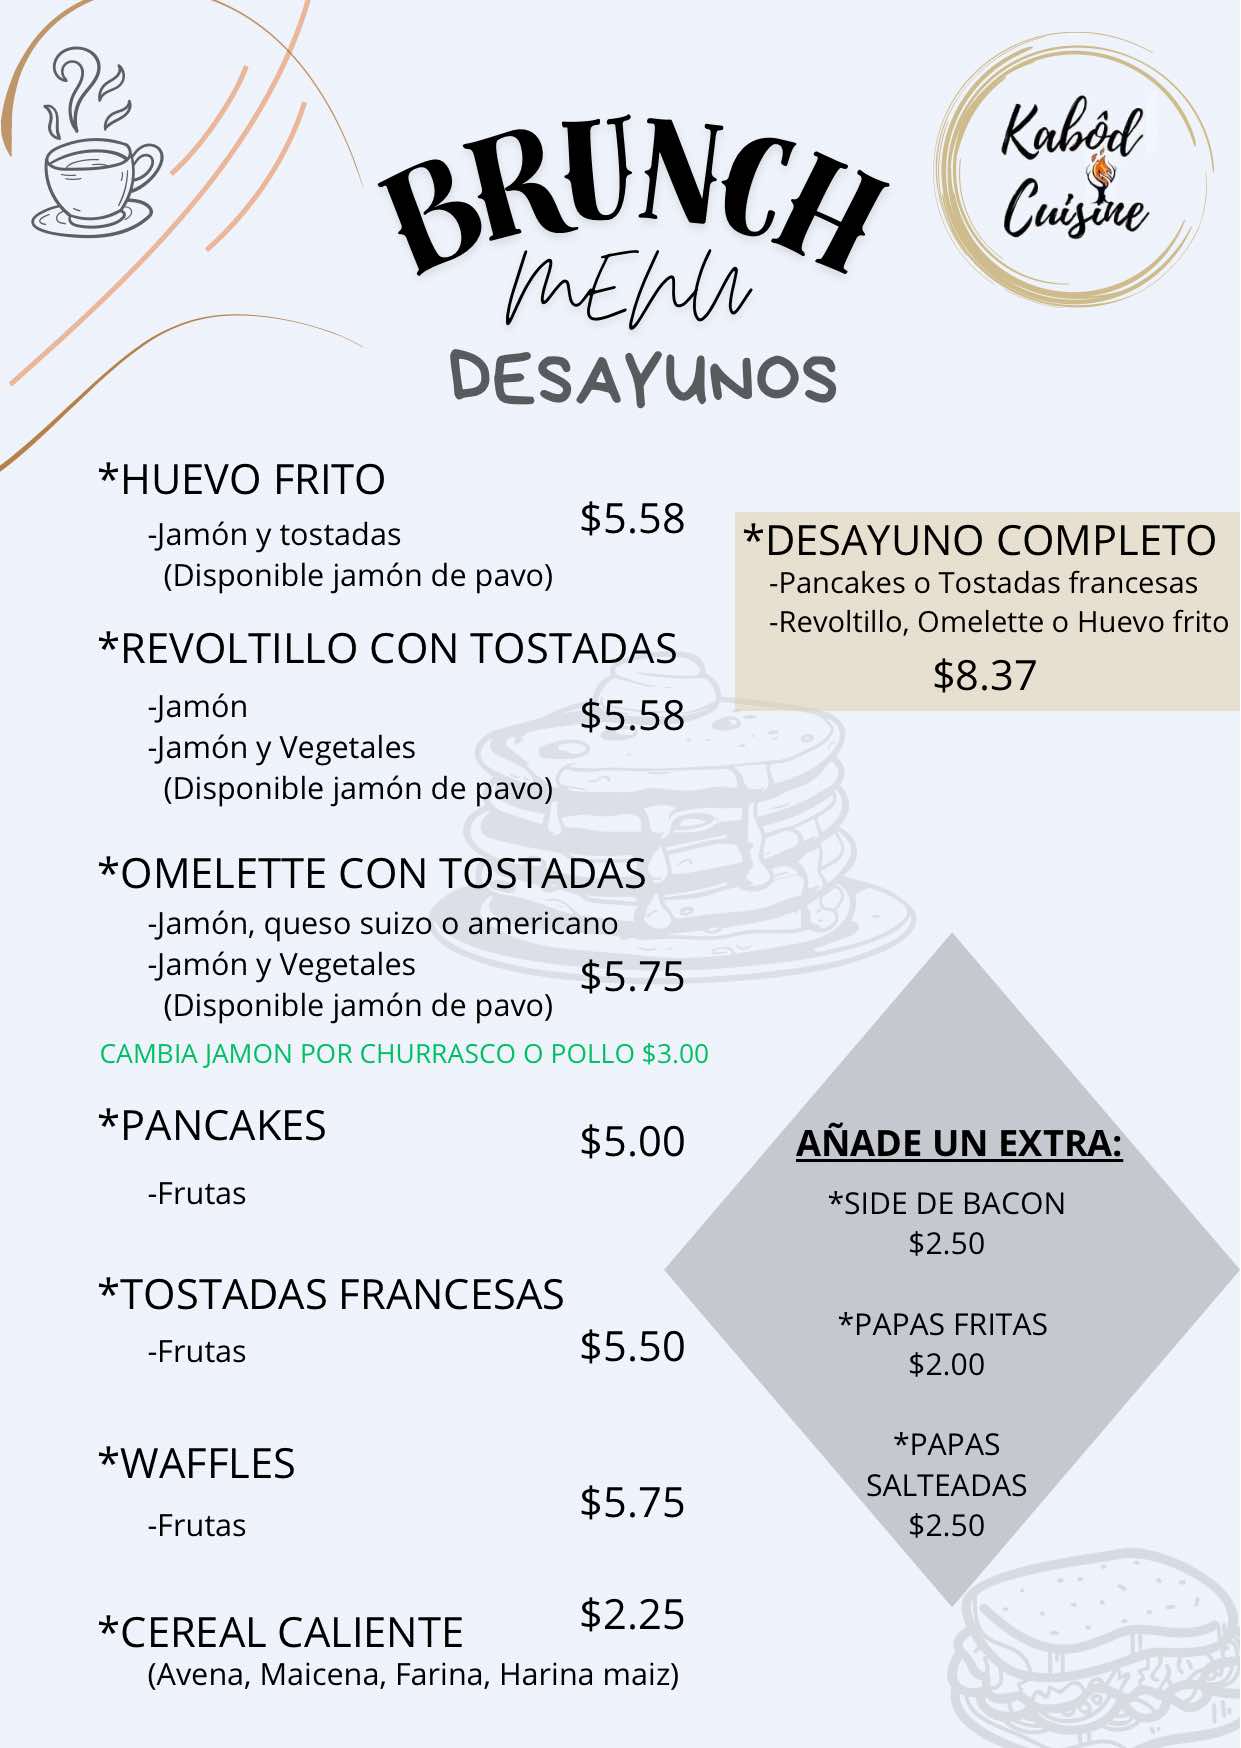 BRUNCH
MENU
Kabôd
Cuisine
DESAYUNOS
*HUEVO FRITO
-Jamón y tostadas
(Disponible jamón de pavo)
$5.58
*REVOLTILLO CON TOSTADAS
-Jamón
-Jamón y Vegetales
(Disponible jamón de pavo)
$5.58
*OMELETTE CON TOSTADAS
-Jamón, queso suizo o americano
-Jamón y Vegetales
(Disponible jamón de pavo)
$5.75
CAMBIA JAMON POR CHURRASCO O POLLO $3.00
*PANCAKES
$5.00
-Frutas
*TOSTADAS FRANCESAS
-Frutas
$5.50
*WAFFLES
-Frutas
$5.75
*CEREAL CALIENTE
$2.25
(Avena, Maicena, Farina, Harina maiz)
*DESAYUNO COMPLETO
-Pancakes o Tostadas francesas
-Revoltillo, Omelette o Huevo frito
$8.37
AÑADE UN EXTRA:
*SIDE DE BACON
$2.50
*PAPAS FRITAS
$2.00
*PAPAS
SALTEADAS
$2.50